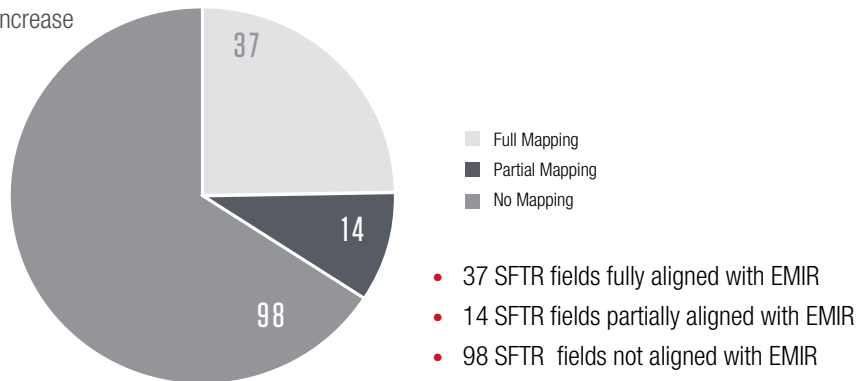 ncrease
37
14
98
Full Mapping
Partial Mapping
No Mapping
• 37 SFTR fields fully aligned with EMIR
• 14 SFTR fields partially aligned with EMIR
• 98 SFTR fields not aligned with EMIR